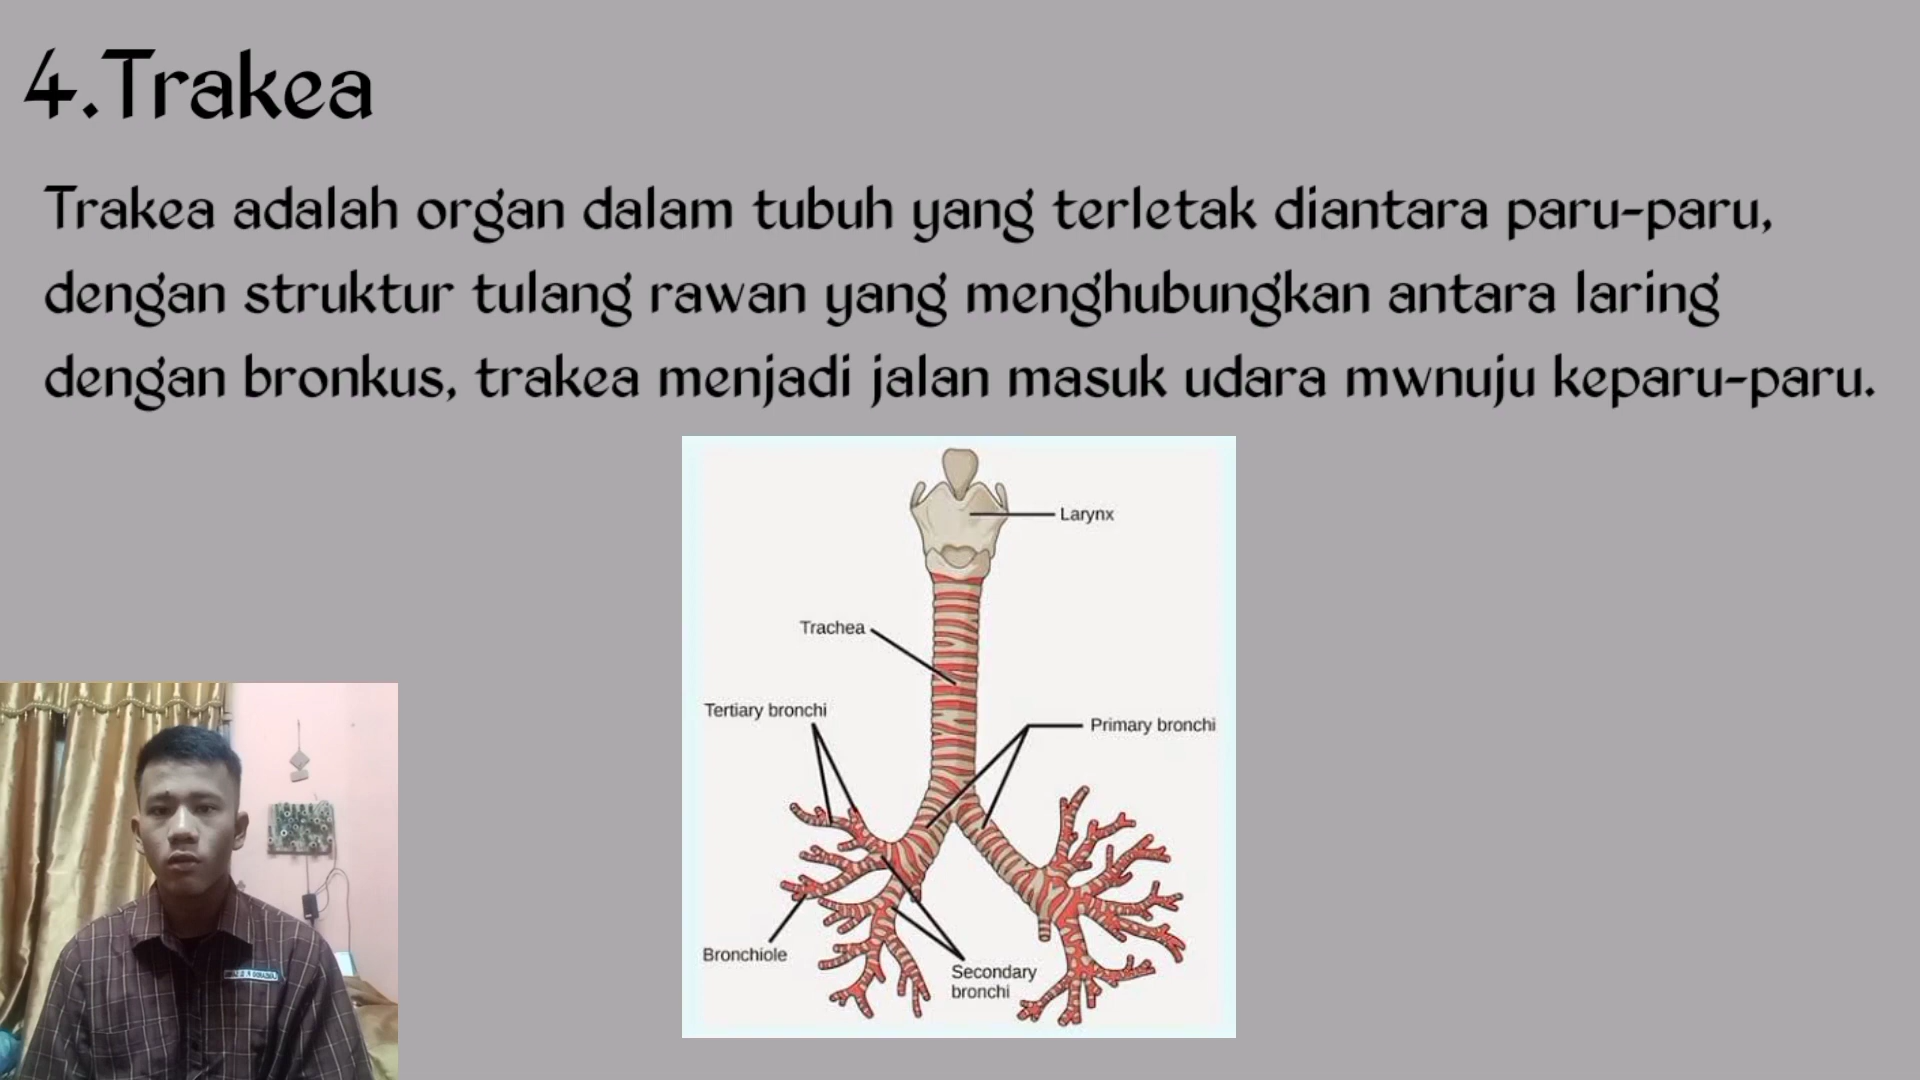 4.Trakea
Trakea adalah organ dalam tubuh yang terletak diantara paru-paru,
dengan struktur tulang rawan yang menghubungkan antara laring
dengan bronkus, trakea menjadi jalan masuk udara mwnuju keparu-paru.
Larynx
Trachea
Tertiary bronchi
Primary bronchi
Bronchiole
Secondary
bronchi